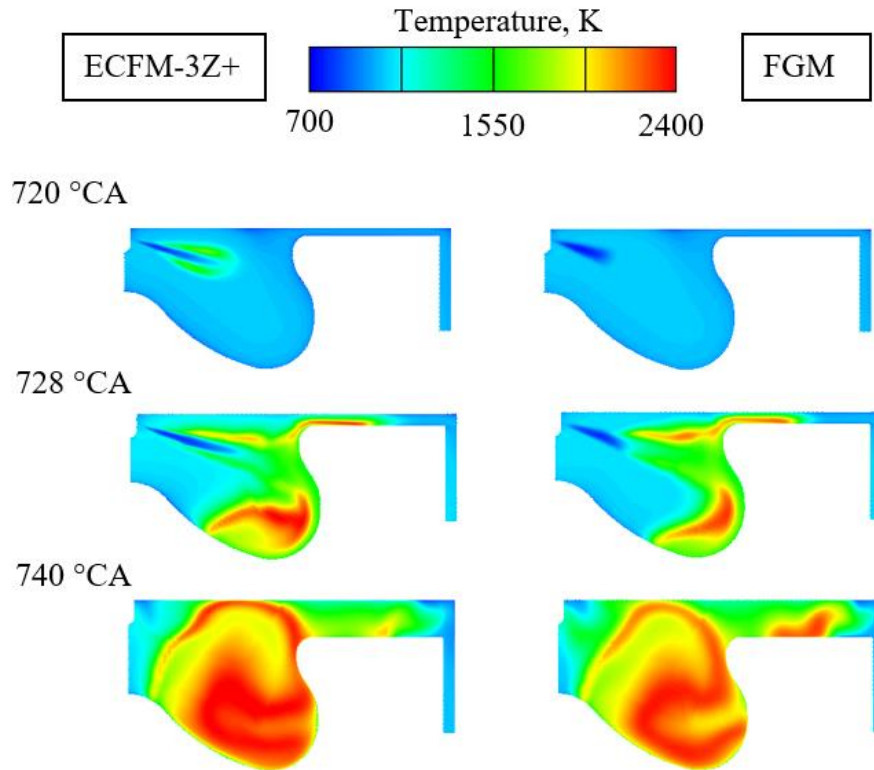 Temperature, K
ECFM-3Z+
FGM
700 1550 2400
720 °CA
728 °CA
740 °CA